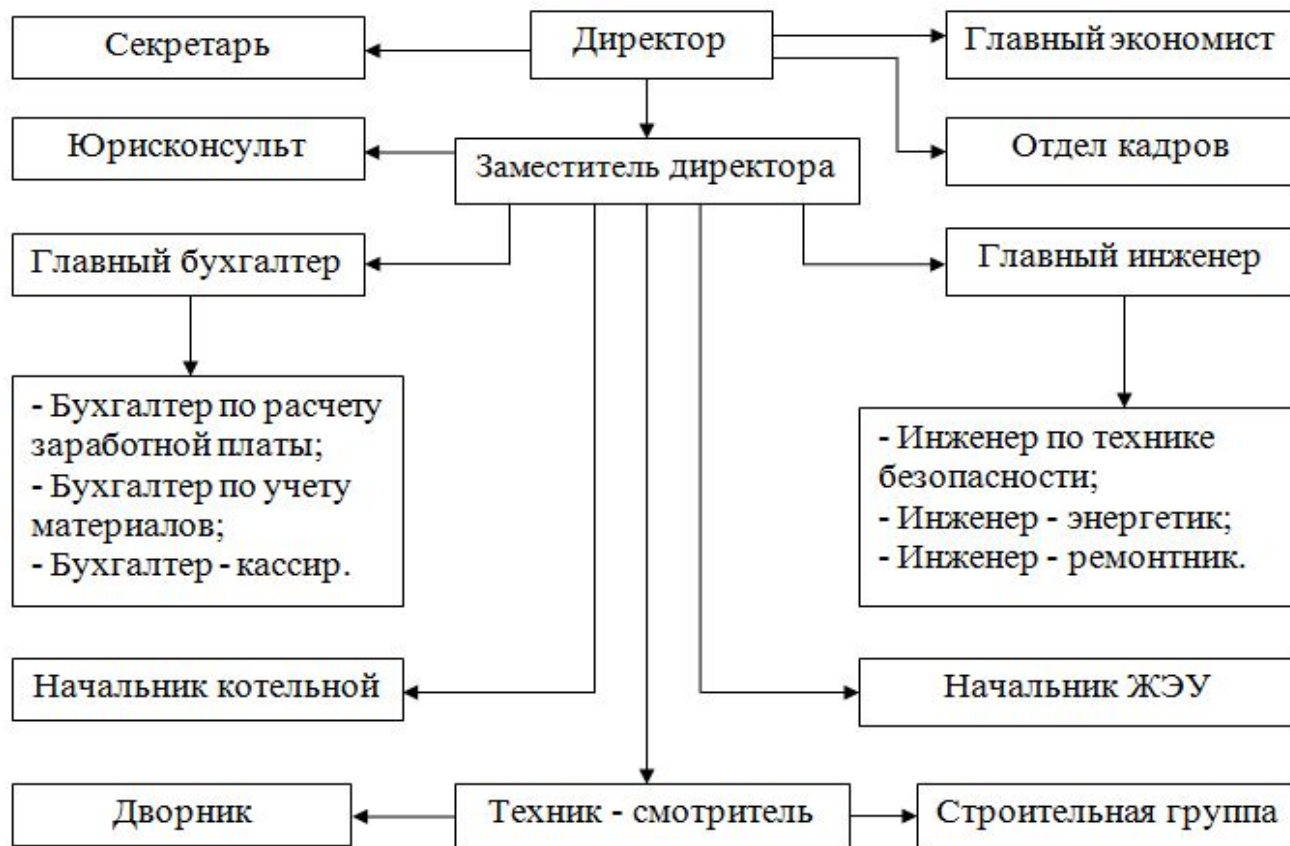 Секретарь
Директор
Главный экономист
Юрисконсульт
Заместитель директора
Отдел кадров
Главный бухгалтер
Главный инженер
- Бухгалтер по расчету
заработной платы;
- Бухгалтер по учету
материалов;
- Бухгалтер - кассир.
- Инженер по технике
безопасности;
- Инженер - энергетик;
- Инженер - ремонтник.
Начальник котельной
Начальник ЖЭУ
Дворник
Техник - смотритель
Строительная группа